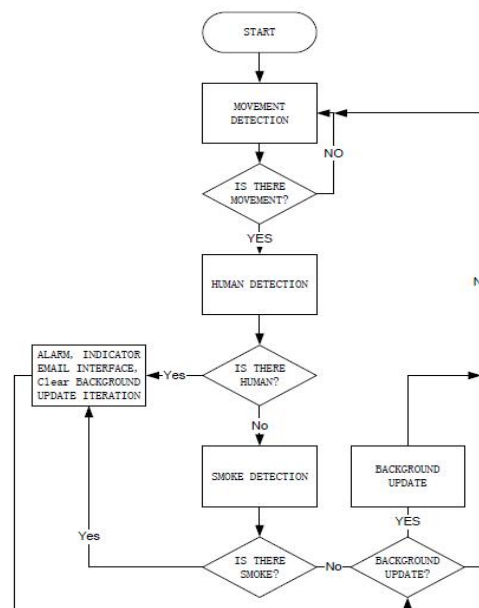 START
MOVEMENT
DETECTION
NO
IS THERE
MOVEMENT?
YES
HUMAN DETECTION
ALARM, INDICATOR
EMAIL INTERFACE,
Clear BACKGROUND
UPDATE ITERATION
Yes
IS THERE
HUMAN?
No
SMOKE DETECTION
BACKGROUND
UPDATE
YES
Yes
IS THERE
SMOKE?
No
BACKGROUND
UPDATE?